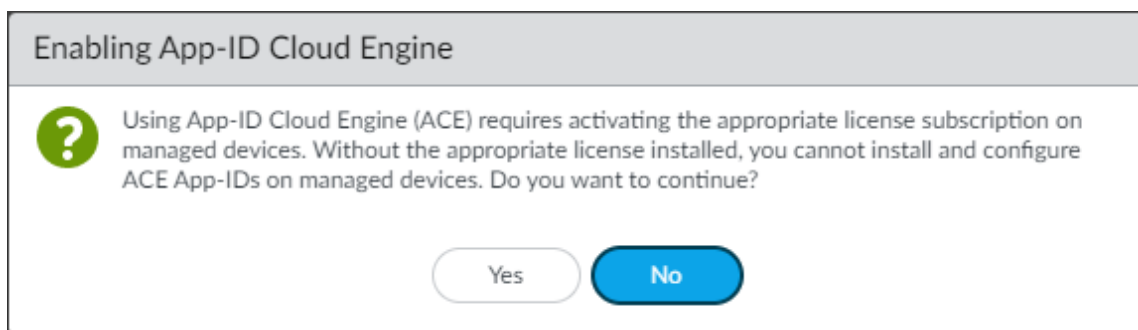 Enabling App-ID Cloud Engine
Using App-ID Cloud Engine (ACE) requires activating the appropriate license subscription on
managed devices. Without the appropriate license installed, you cannot install and configure
ACE App-IDs on managed devices. Do you want to continue?
Yes
No